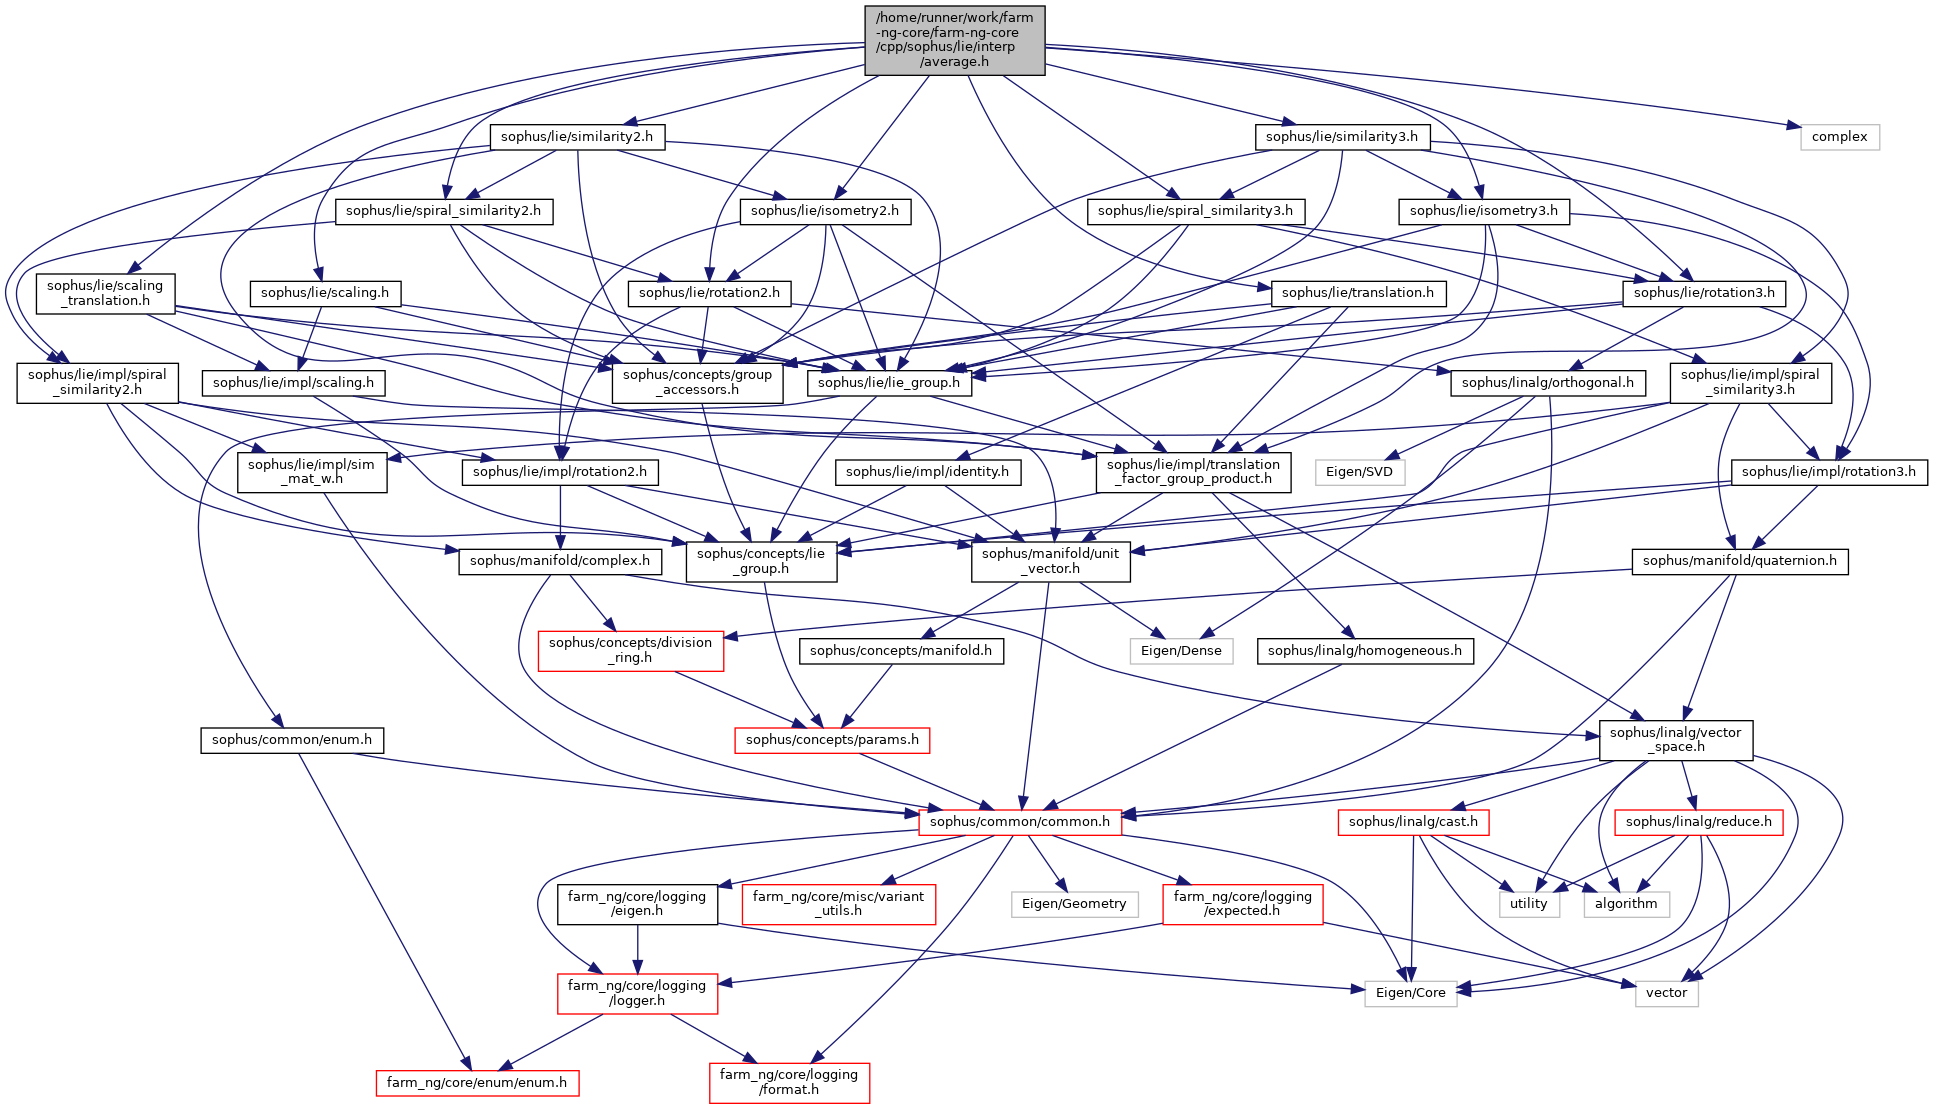 /home/runner/work/farm
-ng-core/farm-ng-core
/cpp/sophus/lie/interp
/average.h
sophus/lie/similarity2.h
sophus/lie/similarity3.h
complex
sophus/lie/spiral_similarity2.h
sophus/lie/isometry2.h
sophus/lie/spiral_similarity3.h
sophus/lie/isometry3.h
sophus/lie/scaling
_translation.h
sophus/lie/scaling.h
sophus/lie/rotation2.h
sophus/lie/translation.h
sophus/lie/rotation3.h
sophus/lie/impl/spiral
_similarity2.h
sophus/lie/impl/scaling.h
sophus/concepts/group
_accessors.h
sophus/lie/lie_group.h
sophus/linalg/orthogonal.h
sophus/lie/impl/spiral
_similarity3.h
sophus/lie/impl/sim
_mat_w.h
sophus/lie/impl/rotation2.h
sophus/lie/impl/identity.h
sophus/lie/impl/translation
_factor_group_product.h
Eigen/SVD
sophus/lie/impl/rotation3.h
sophus/manifold/complex.h
sophus/concepts/lie
_group.h
sophus/manifold/unit
_vector.h
sophus/manifold/quaternion.h
sophus/concepts/division
_ring.h
sophus/concepts/manifold.h
Eigen/Dense
sophus/linalg/homogeneous.h
sophus/common/enum.h
sophus/concepts/params.h
sophus/linalg/vector
_space.h
sophus/common/common.h
sophus/linalg/cast.h
sophus/linalg/reduce.h
farm_ng/core/logging
/eigen.h
farm_ng/core/misc/variant
_utils.h
Eigen/Geometry
farm_ng/core/logging
/expected.h
utility
algorithm
farm_ng/core/logging
/logger.h
Eigen/Core
vector
farm_ng/core/enum/enum.h
farm_ng/core/logging
/format.h